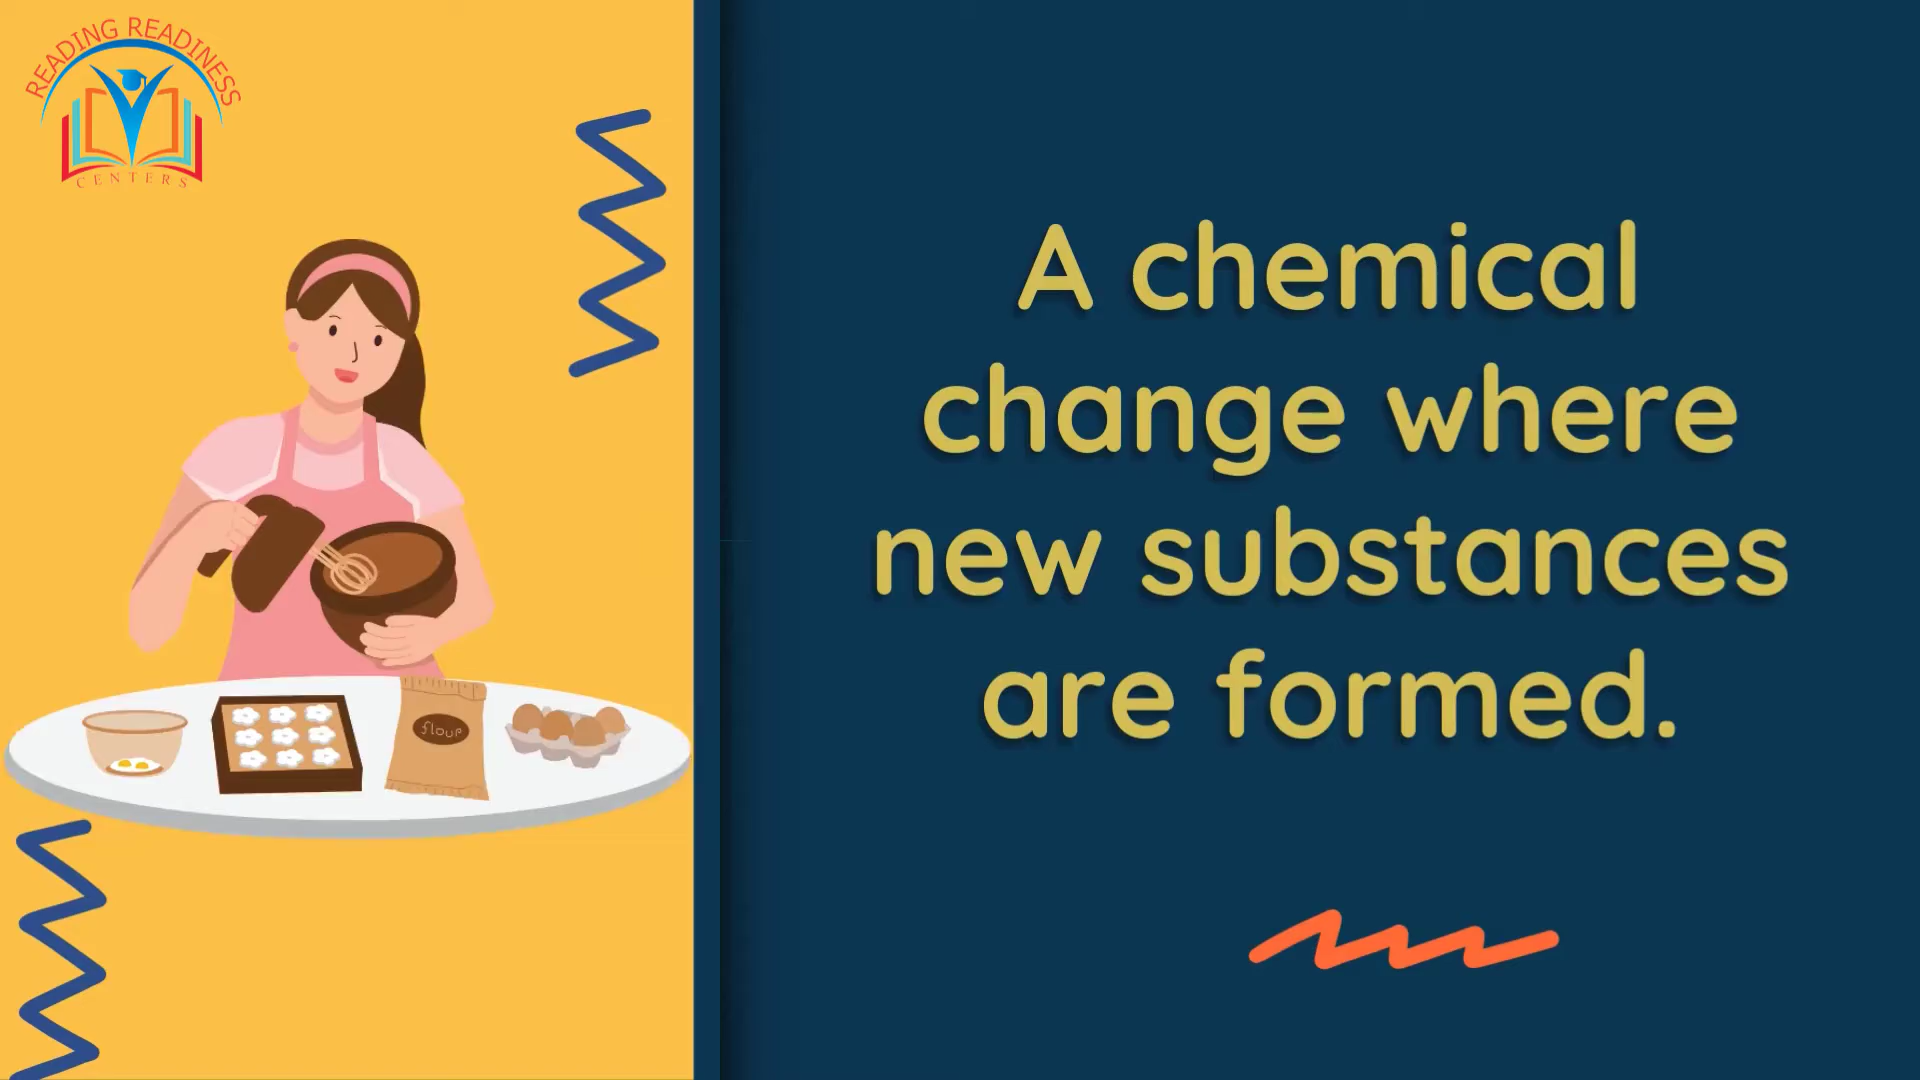 READING READINESS
CENTERS
A chemical
change where
new substances
are formed.
flour